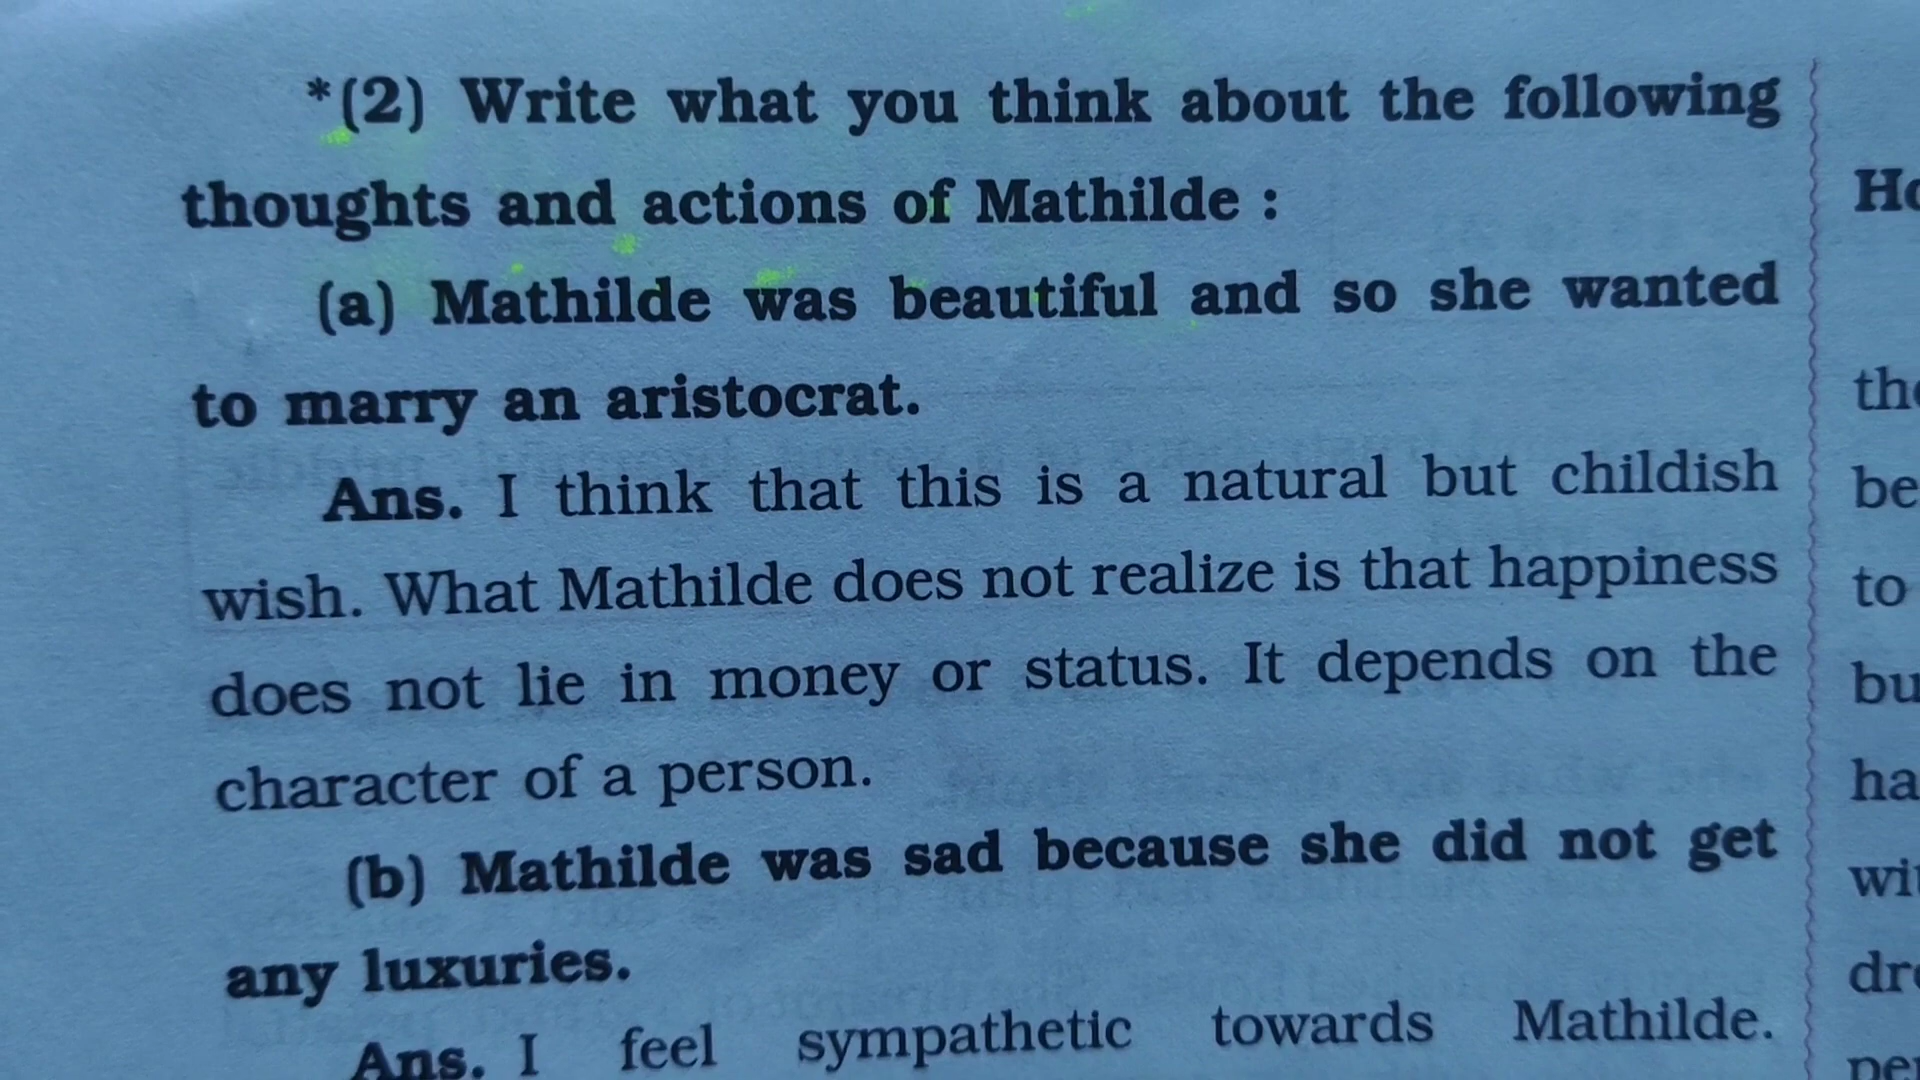 *(2) Write what you think about the following
thoughts and actions of Mathilde :
(a) Mathilde was beautiful and so she wanted
to marry an aristocrat.
Ans. I think that this is a natural but childish
wish. What Mathilde does not realize is that happiness
does not lie in money or status. It depends on the
character of a person.
(b) Mathilde was sad because she did not get
any luxuries.
Ans. I feel sympathetic towards Mathilde.
to